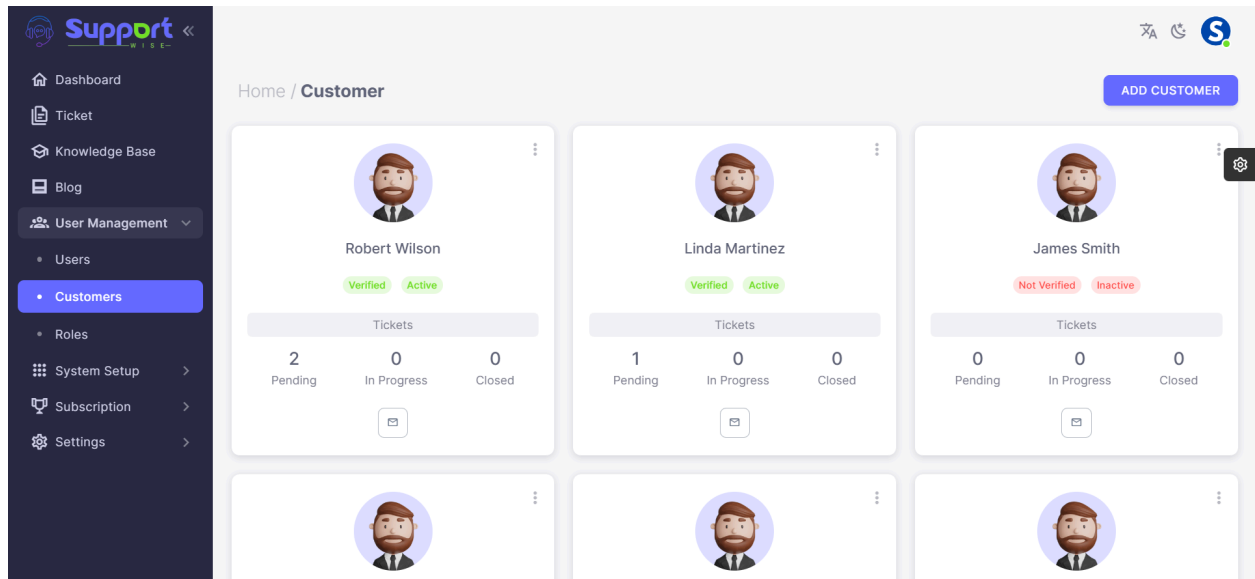 Support
WISE
Dashboard
Ticket
Knowledge Base
Blog
User Management
Users
Customers
Roles
System Setup
Subscription
Settings
S
Home / Customer
ADD CUSTOMER
Robert Wilson
Verified Active
Tickets
2 0 0
Pending In Progress Closed
Linda Martinez
Verified Active
Tickets
1 0 0
Pending In Progress Closed
James Smith
Not Verified Inactive
Tickets
0 0 0
Pending In Progress Closed